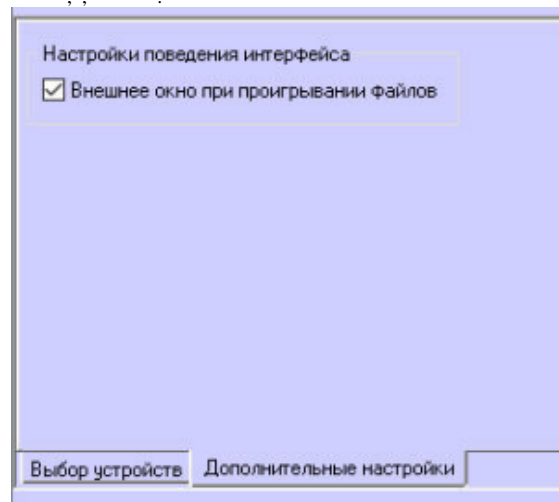 Настройки поведения интерфейса
Внешнее окно при проигрывании файлов
Выбор устройств Дополнительные настройки